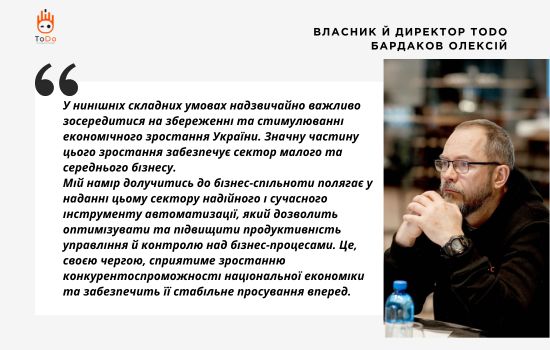 ToDo
ВЛАСНИК Й ДИРЕКТОР TODO
БАРДАКОВ ОЛЕКСІЙ
У нинішніх складних умовах надзвичайно важливо
зосередитися на збереженні та стимулюванні
економічного зростання України. Значну частину
цього зростання забезпечує сектор малого та
середнього бізнесу.
Мій намір долучитись до бізнес-спільноти полягає у
наданні цьому сектору надійного і сучасного
інструменту автоматизації, який дозволить
оптимізувати та підвищити продуктивність
управління й контролю над бізнес-процесами. Це,
своєю чергою, сприятиме зростанню
конкурентоспроможності національної економіки
та забезпечить її стабільне просування вперед.